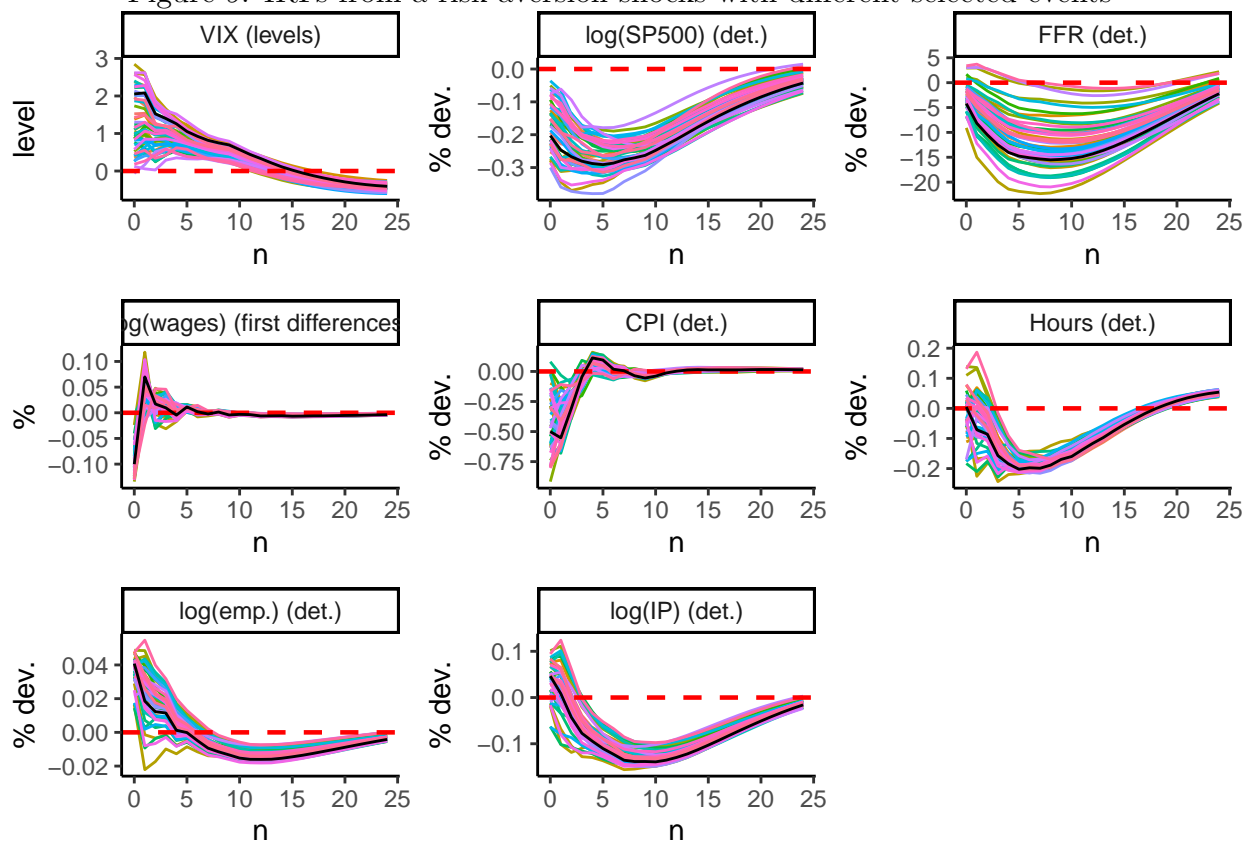 VIX (levels)
log(SP500) (det.)
FFR (det.)
level
3
2
1
0
0 5 10 15 20 25
n
% dev.
0.0
−0.1
−0.2
−0.3
0 5 10 15 20 25
n
% dev.
5
0
−5
−10
−15
−20
0 5 10 15 20 25
n
og(wages) (first differences
CPI (det.)
Hours (det.)
%
0.10
0.05
0.00
−0.05
−0.10
0 5 10 15 20 25
n
% dev.
0.00
−0.25
−0.50
−0.75
0 5 10 15 20 25
n
% dev.
0.2
0.1
0.0
−0.1
−0.2
0 5 10 15 20 25
n
log(emp.) (det.)
log(IP) (det.)
% dev.
0.04
0.02
0.00
−0.02
0 5 10 15 20 25
n
% dev.
0.1
0.0
−0.1
0 5 10 15 20 25
n